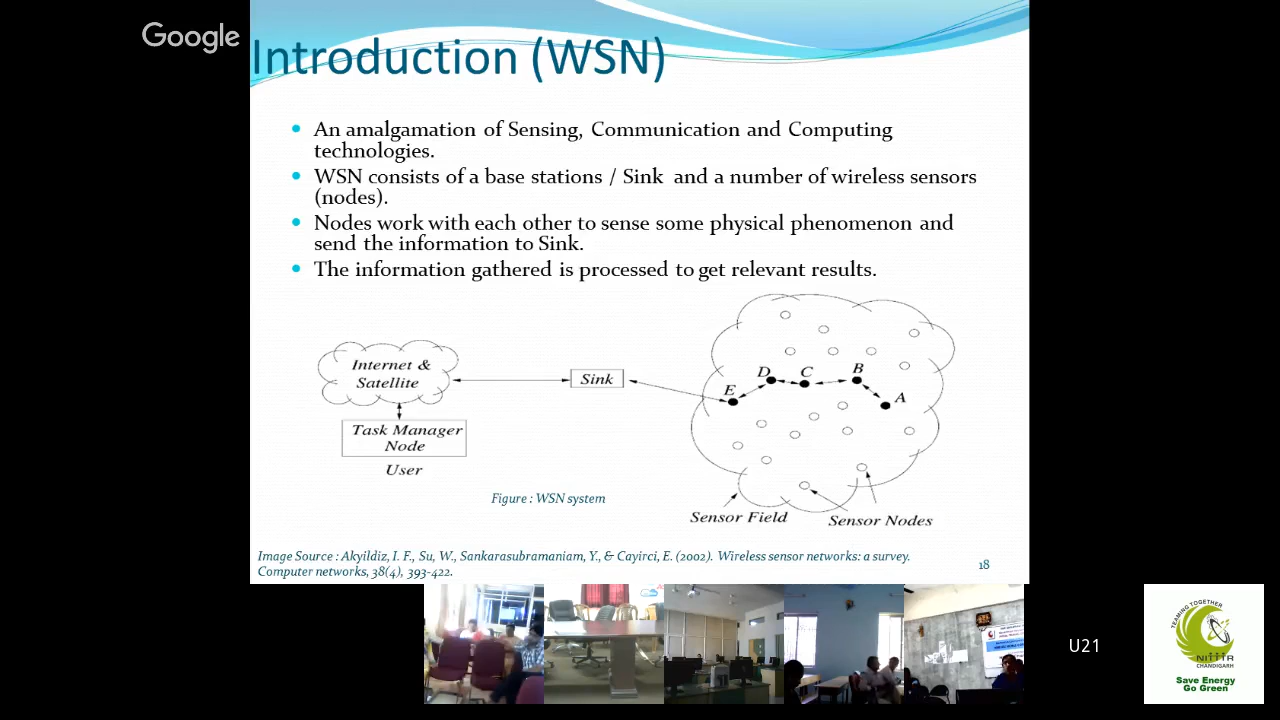 Google
Introduction (WSN)
An amalgamation of Sensing, Communication and Computing
technologies.
WSN consists of a base stations / Sink and a number of wireless sensors
(nodes).
Nodes work with each other to sense some physical phenomenon and
send the information to Sink.
The information gathered is processed to get relevant results.
Internet &
Satellite
Sink
Task Manager
Node
User
E
D
C
B
A
Sensor Field
Sensor Nodes
Figure : WSN system
Image Source : Akyildiz, I. F., Su, W., Sankarasubramaniam, Y., & Cayirci, E. (2002). Wireless sensor networks: a survey.
Computer networks, 38(4), 393-422.
18
U21
TEAMING TOGETHER
NITTTR
CHANDIGARH
Save Energy
Go Green